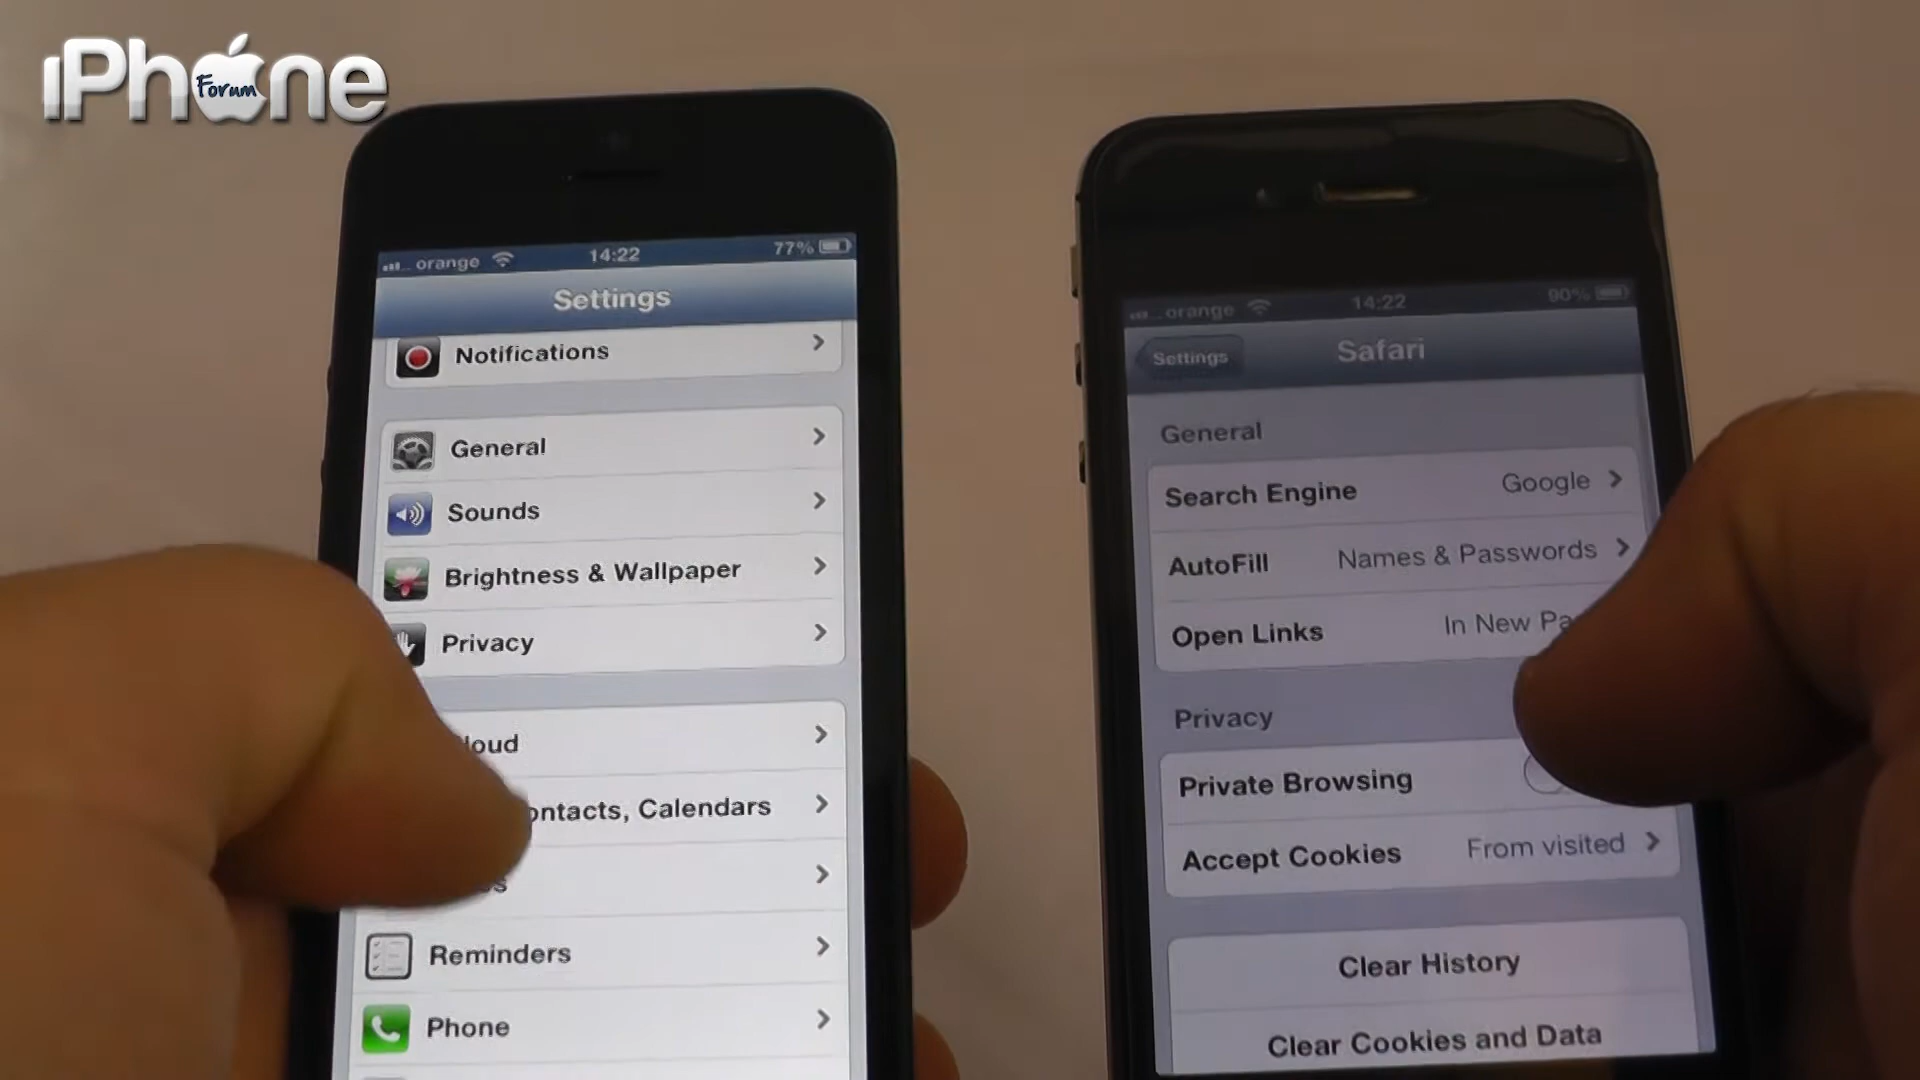 iPhone
Forum
orange 14:22 77%
Settings
Notifications
General
Sounds
Brightness & Wallpaper
Privacy
loud
ontacts, Calendars
Reminders
Phone
orange 14:22 90%
Settings Safari
General
Search Engine Google
AutoFill Names & Passwords
Open Links In New Pa
Privacy
Private Browsing
Accept Cookies From visited
Clear History
Clear Cookies and Data